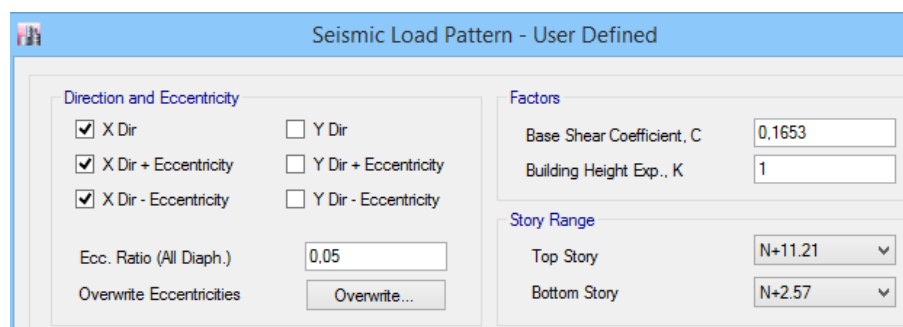 Seismic Load Pattern - User Defined
Direction and Eccentricity
X Dir
Y Dir
X Dir + Eccentricity
Y Dir + Eccentricity
X Dir - Eccentricity
Y Dir - Eccentricity
Ecc. Ratio (All Diaph.)
0,05
Overwrite Eccentricities
Overwrite...
Factors
Base Shear Coefficient, C
0,1653
Building Height Exp., K
1
Story Range
Top Story
N+11.21
Bottom Story
N+2.57